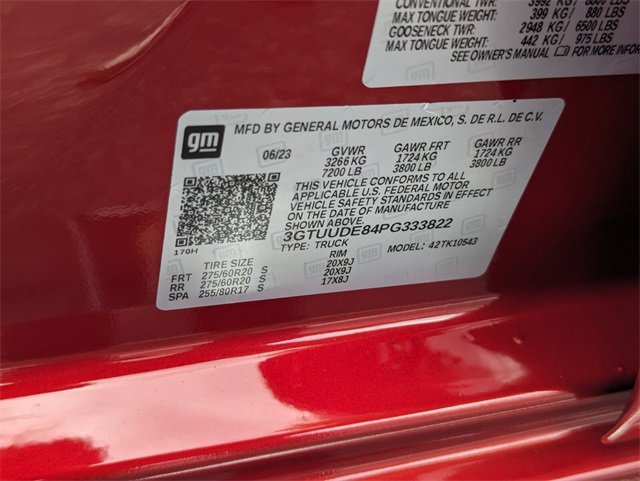 CONVENTIONAL TWR: 3992 KG/ 8800 LBS
MAX TONGUE WEIGHT: 399 KG/ 880 LBS
GOOSENECK TWR: 2948 KG/ 6500 LBS
MAX TONGUE WEIGHT: 442 KG/ 975 LBS
SEE OWNER'S MANUAL FOR MORE INFORM
gm MFD BY GENERAL MOTORS DE MEXICO, S. DE R.L. DE C.V.
06/23 GVWR GAWR FRT GAWR RR
3266 KG 1724 KG 1724 KG
7200 LB 3800 LB 3800 LB
THIS VEHICLE CONFORMS TO ALL
APPLICABLE U.S. FEDERAL MOTOR
VEHICLE SAFETY STANDARDS IN EFFECT
ON THE DATE OF MANUFACTURE
SHOWN ABOVE.
3GTUUDE84PG333822
170H
TYPE: TRUCK MODEL: 42TK10543
TIRE SIZE RIM
FRT 275/60R20 S 20X9J
RR 275/60R20 S 20X9J
SPA 255/80R17 S 17X8J